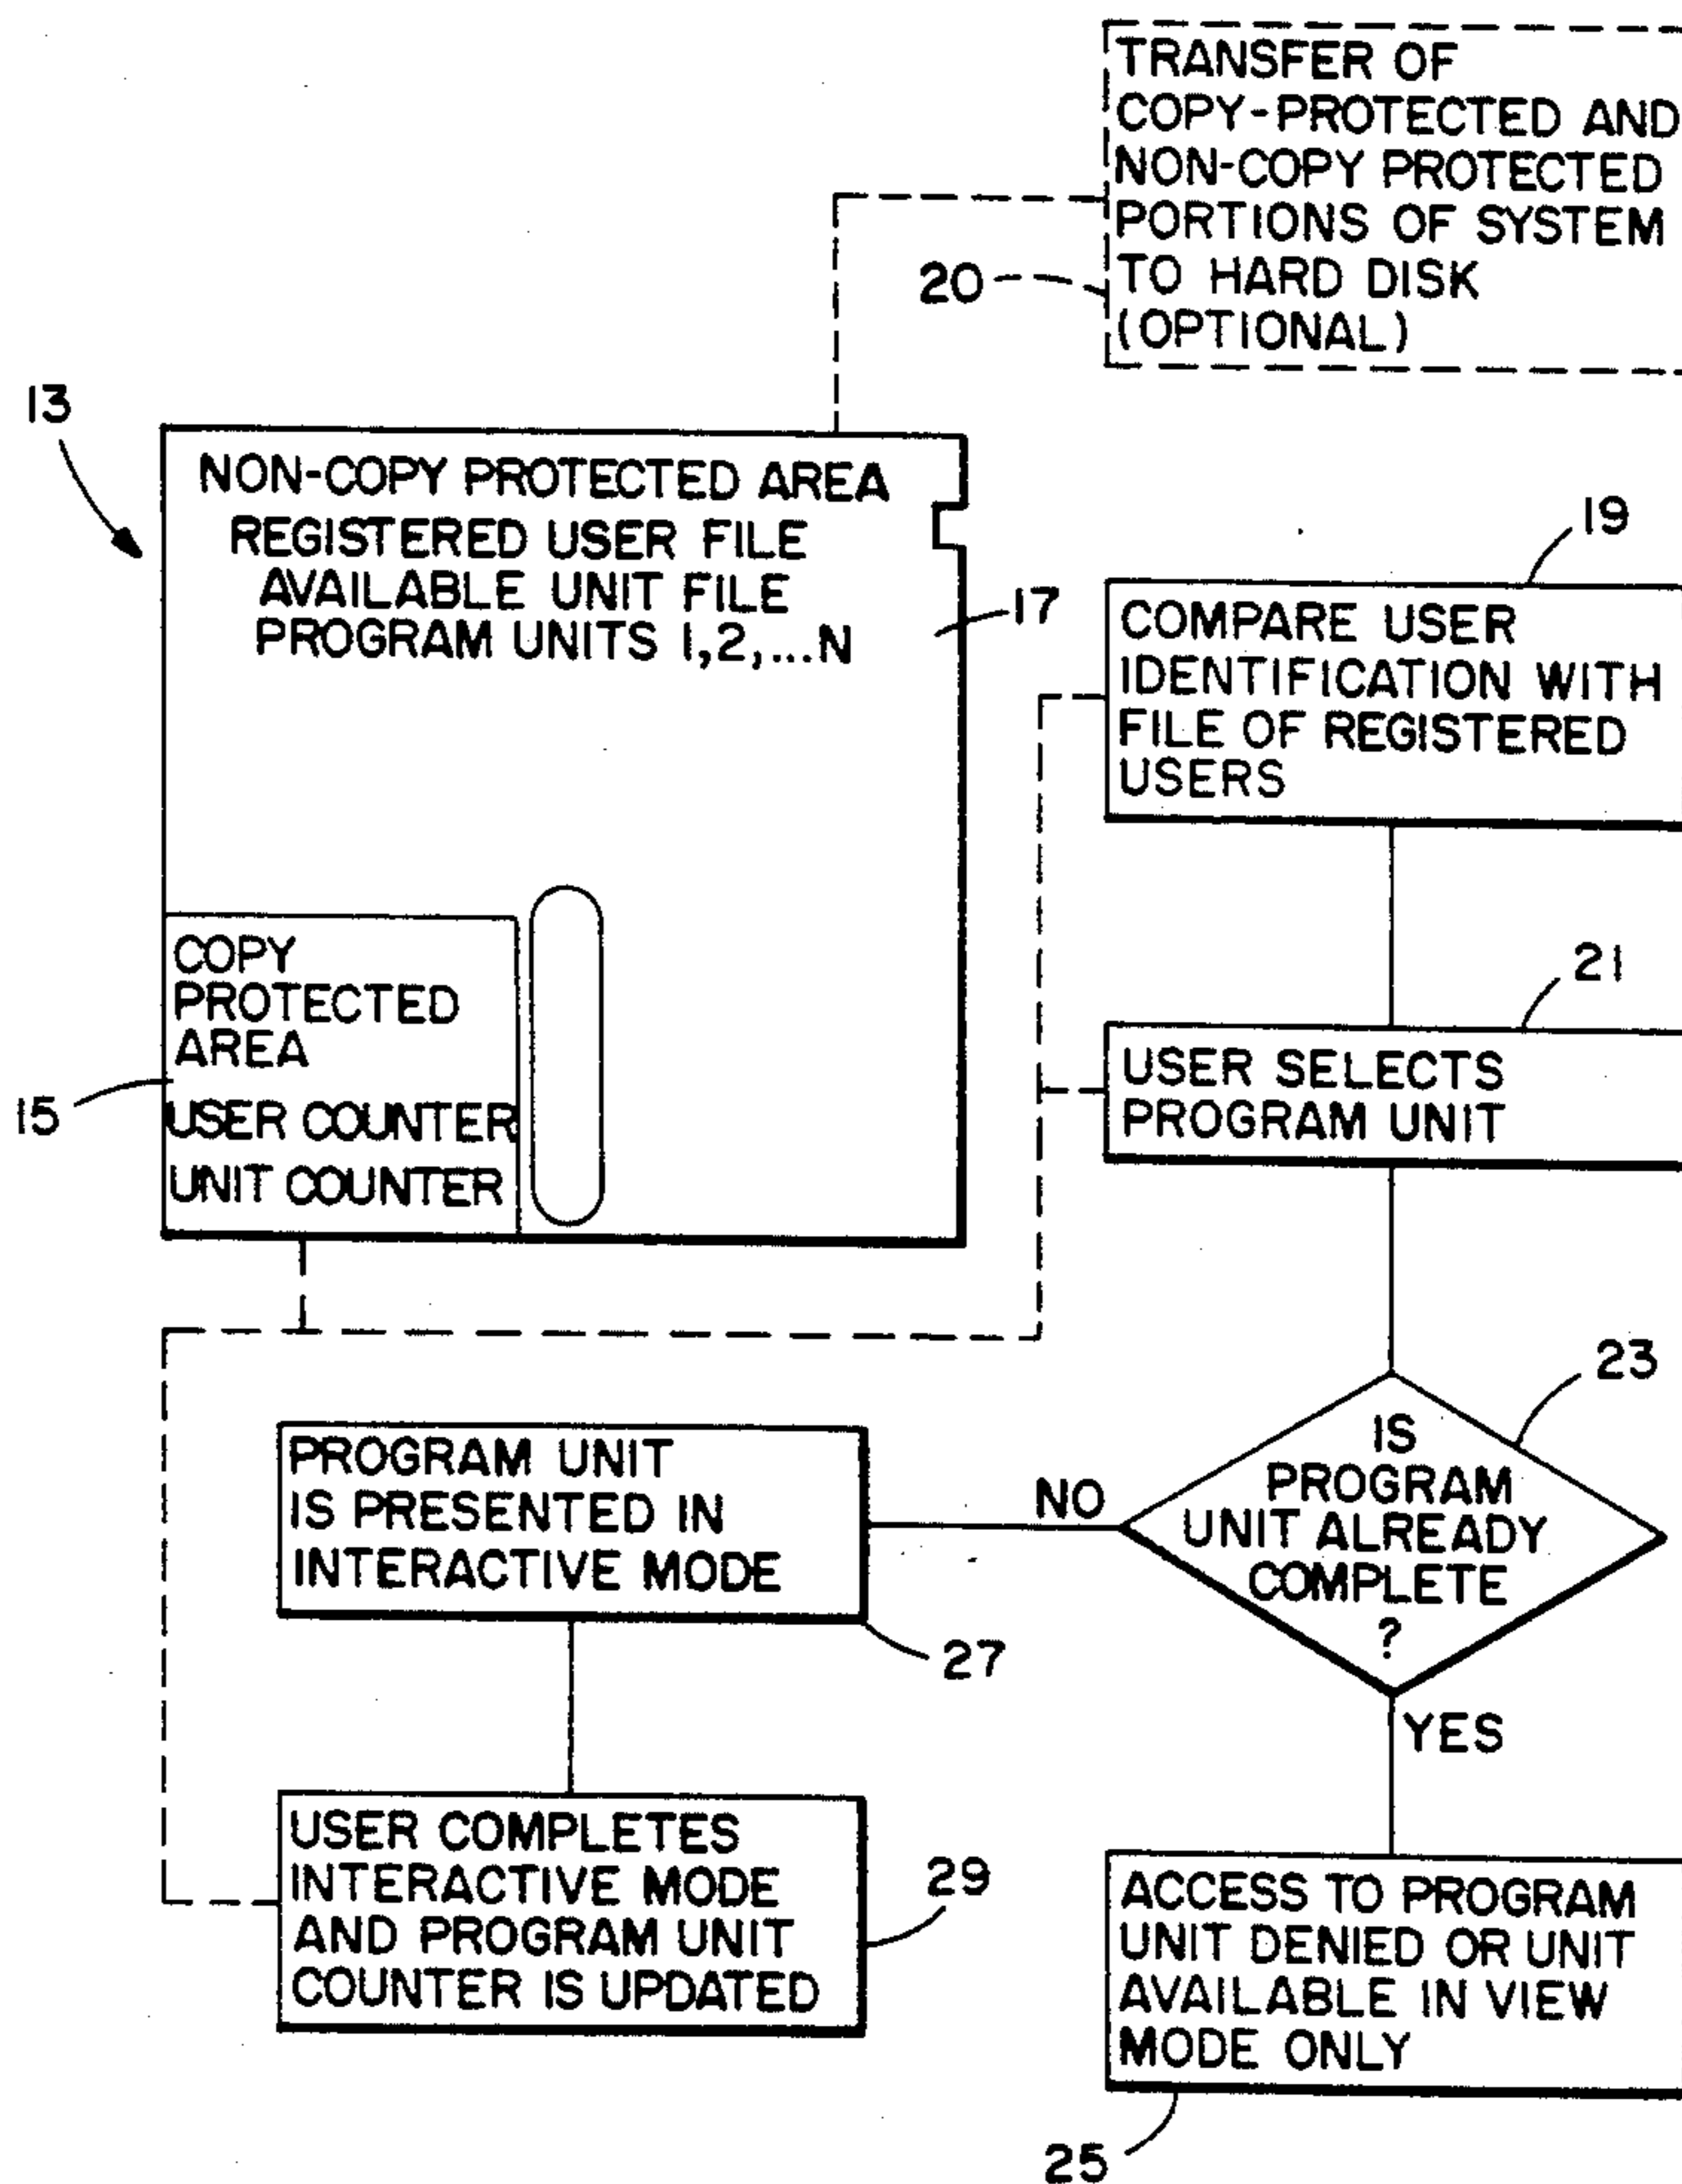 TRANSFER OF
COPY-PROTECTED AND
NON-COPY PROTECTED
PORTIONS OF SYSTEM
TO HARD DISK
(OPTIONAL)
20
13
NON-COPY PROTECTED AREA
REGISTERED USER FILE
AVAILABLE UNIT FILE
PROGRAM UNITS 1,2,...N
17
COPY
PROTECTED
AREA
USER COUNTER
UNIT COUNTER
15
19
COMPARE USER
IDENTIFICATION WITH
FILE OF REGISTERED
USERS
21
USER SELECTS
PROGRAM UNIT
23
IS
PROGRAM
UNIT ALREADY
COMPLETE
?
NO
YES
PROGRAM UNIT
IS PRESENTED IN
INTERACTIVE MODE
27
USER COMPLETES
INTERACTIVE MODE
AND PROGRAM UNIT
COUNTER IS UPDATED
29
ACCESS TO PROGRAM
UNIT DENIED OR UNIT
AVAILABLE IN VIEW
MODE ONLY
25